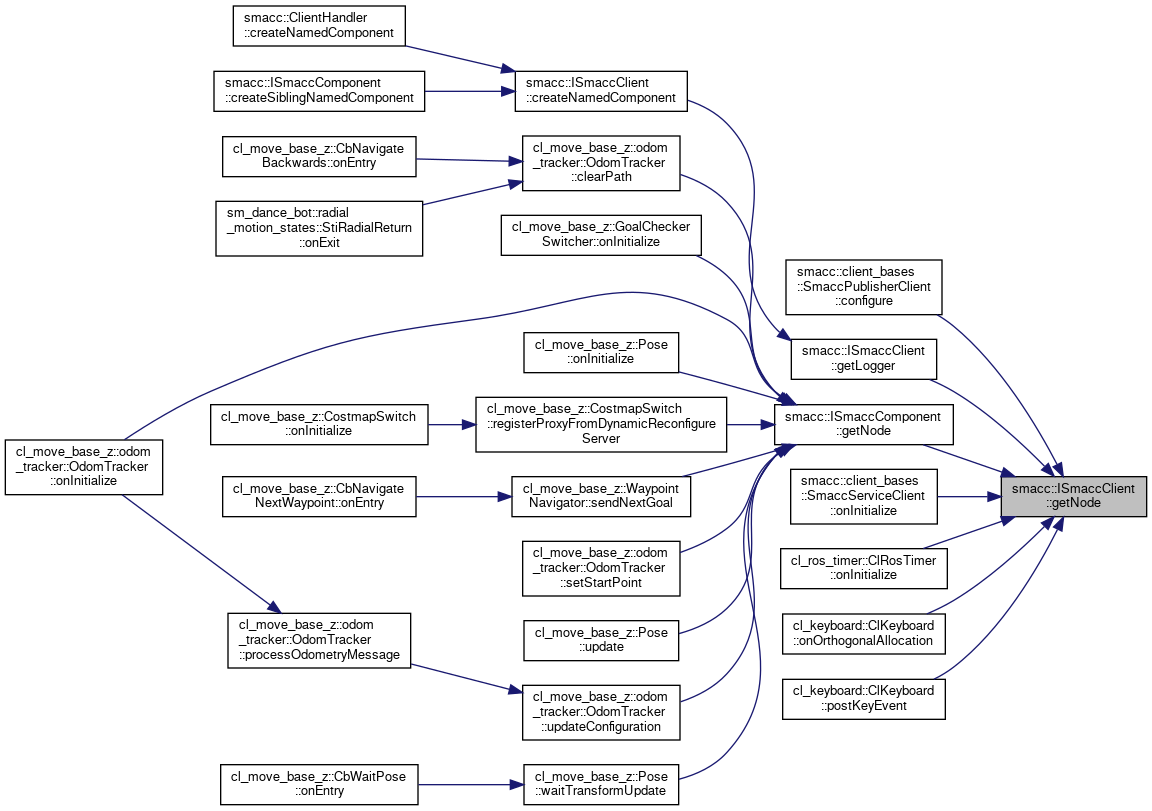 smacc::ClientHandler
::createNamedComponent
smacc::ISmaccComponent
::createSiblingNamedComponent
smacc::ISmaccClient
::createNamedComponent
cl_move_base_z::CbNavigate
Backwards::onEntry
cl_move_base_z::odom
_tracker::OdomTracker
::clearPath
sm_dance_bot::radial
_motion_states::StiRadialReturn
::onExit
cl_move_base_z::GoalChecker
Switcher::onInitialize
smacc::client_bases
::SmaccPublisherClient
::configure
cl_move_base_z::Pose
::onInitialize
smacc::ISmaccClient
::getLogger
cl_move_base_z::CostmapSwitch
::onInitialize
cl_move_base_z::CostmapSwitch
::registerProxyFromDynamicReconfigure
Server
smacc::ISmaccComponent
::getNode
cl_move_base_z::odom
_tracker::OdomTracker
::onInitialize
cl_move_base_z::CbNavigate
NextWaypoint::onEntry
cl_move_base_z::Waypoint
Navigator::sendNextGoal
smacc::client_bases
::SmaccServiceClient
::onInitialize
smacc::ISmaccClient
::getNode
cl_move_base_z::odom
_tracker::OdomTracker
::setStartPoint
cl_ros_timer::ClRosTimer
::onInitialize
cl_move_base_z::odom
_tracker::OdomTracker
::processOdometryMessage
cl_move_base_z::Pose
::update
cl_keyboard::ClKeyboard
::onOrthogonalAllocation
cl_move_base_z::odom
_tracker::OdomTracker
::updateConfiguration
cl_keyboard::ClKeyboard
::postKeyEvent
cl_move_base_z::CbWaitPose
::onEntry
cl_move_base_z::Pose
::waitTransformUpdate